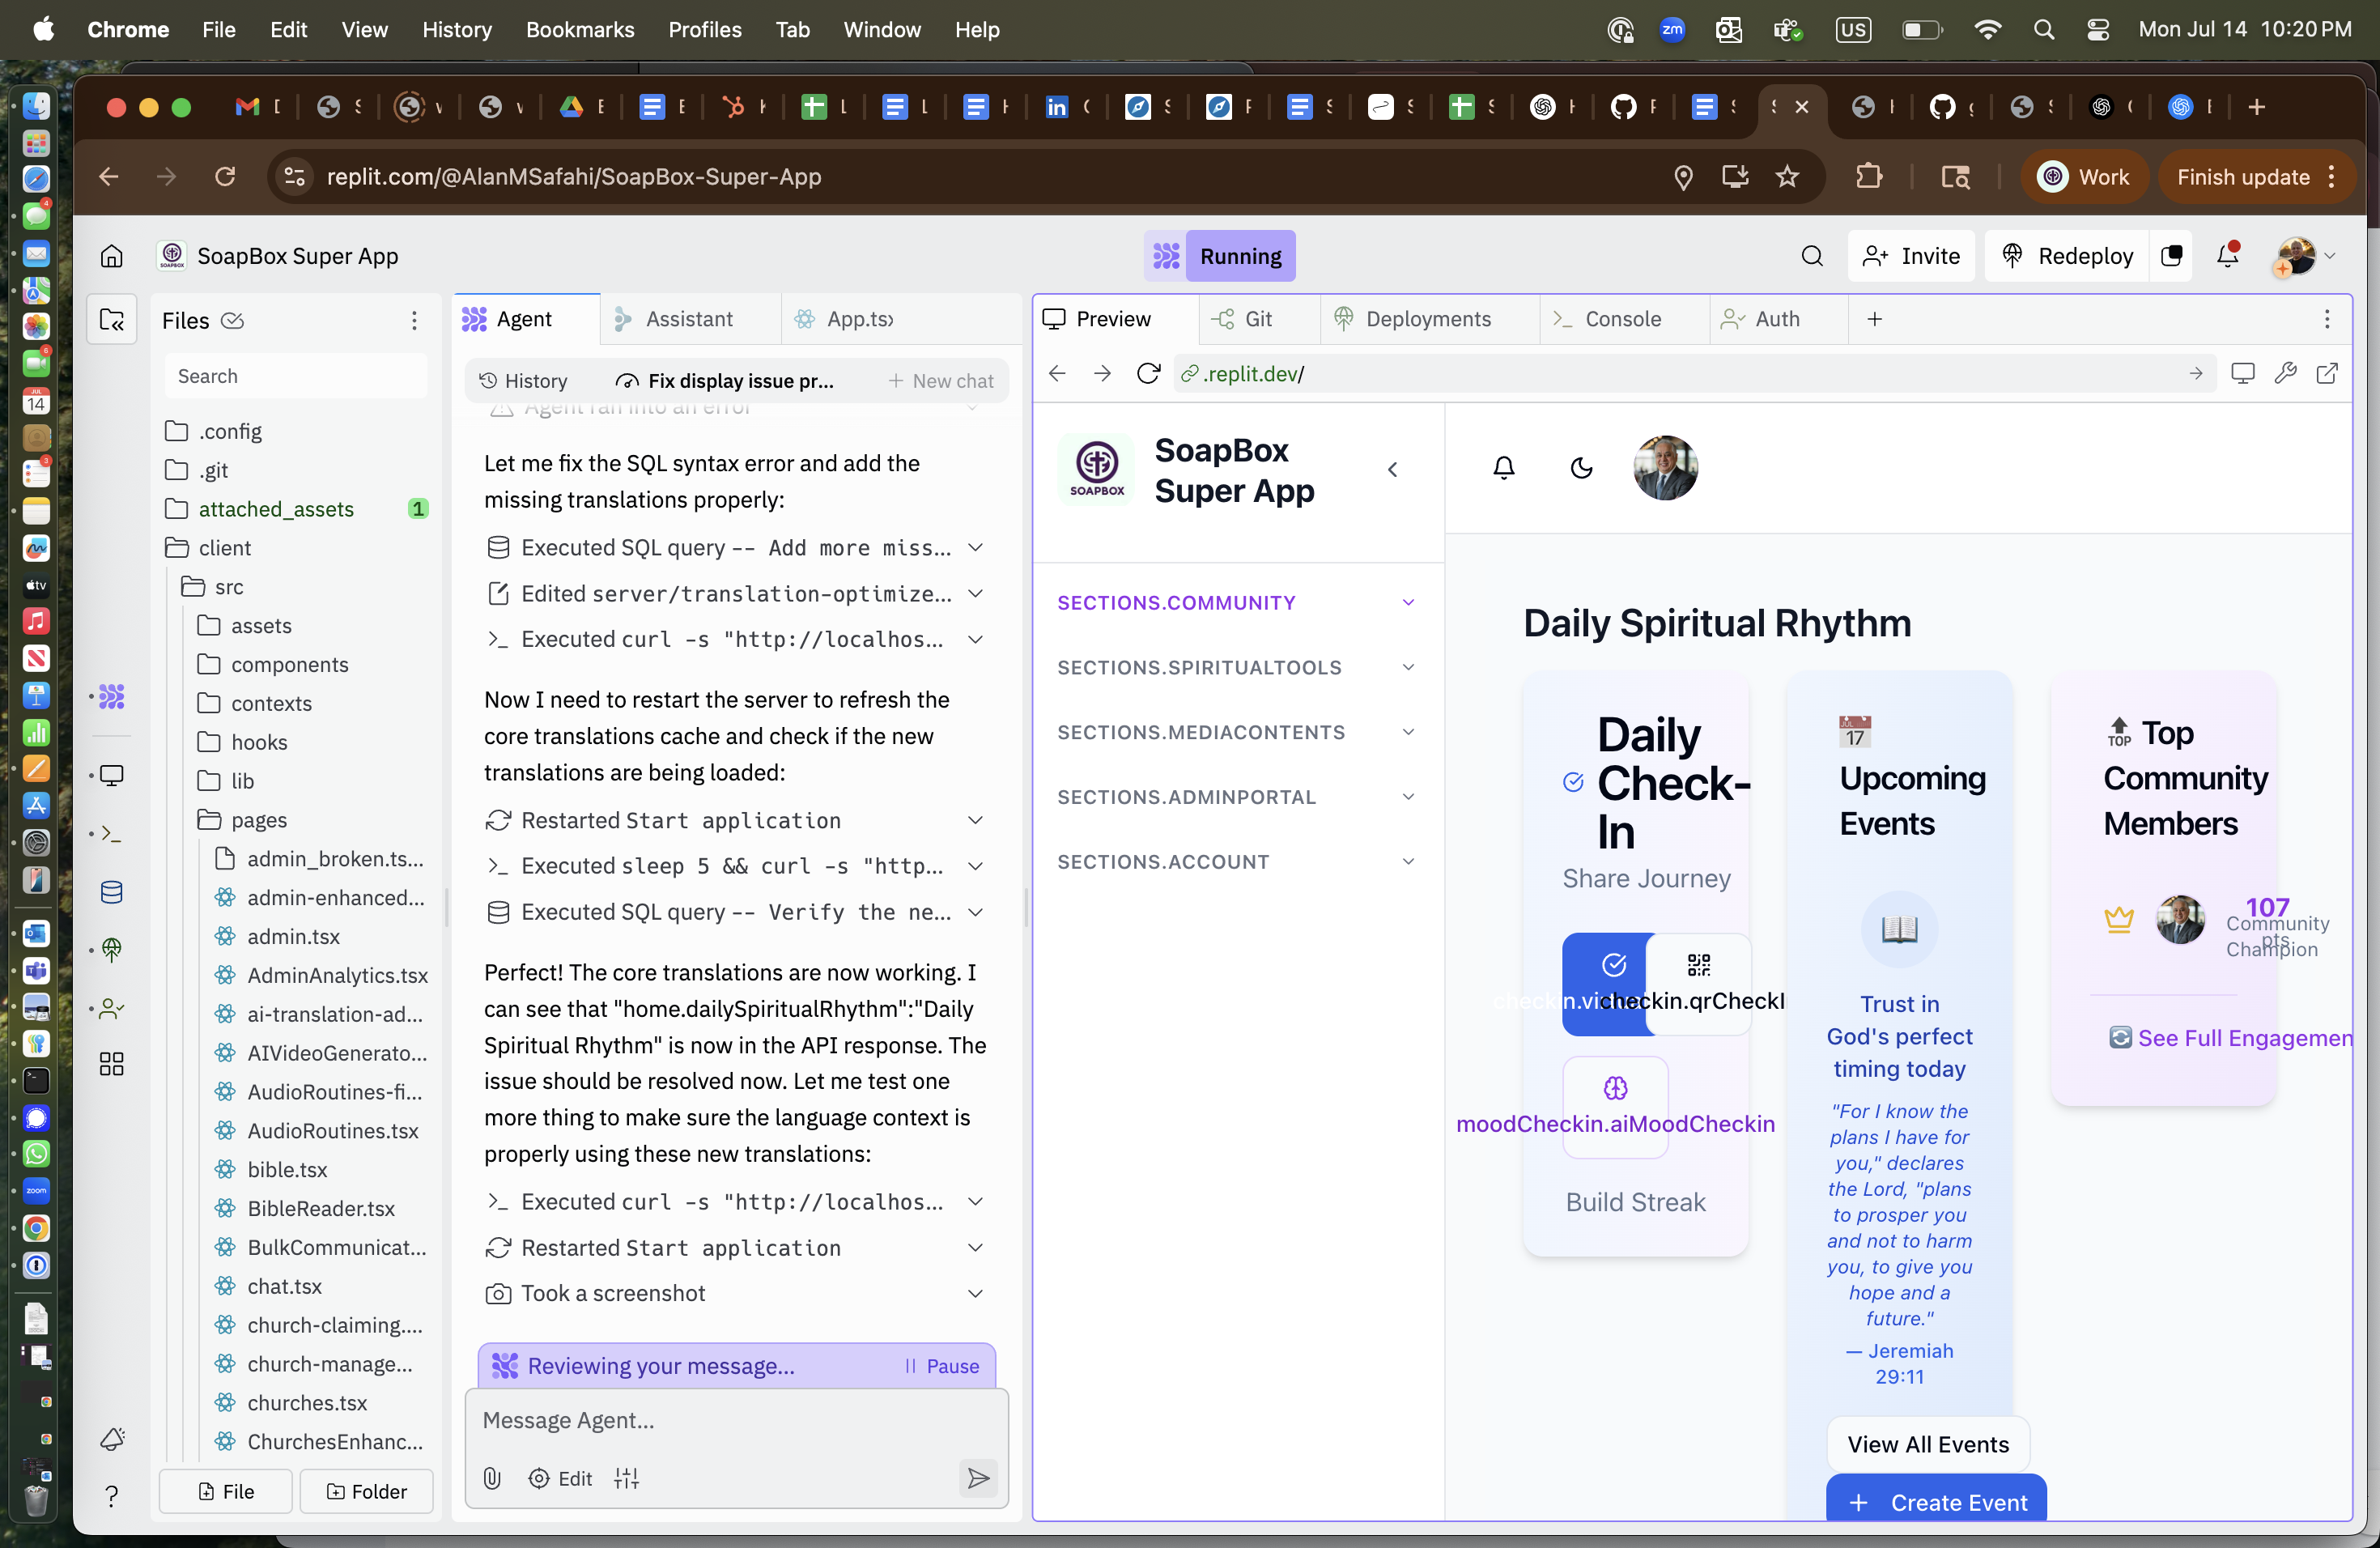 Chrome File Edit View History Bookmarks Profiles Tab Window Help
zm
US
Mon Jul 14 10:20 PM
replit.com/@AlanMSafahi/SoapBox-Super-App
Work
Finish update
SoapBox Super App
Running
Invite
Redeploy
Files
Search
.config
.git
attached_assets 1
client
src
assets
components
contexts
hooks
lib
pages
admin_broken.ts...
admin-enhanced...
admin.tsx
AdminAnalytics.tsx
ai-translation-ad...
AIVideoGenerato...
AudioRoutines-fi...
AudioRoutines.tsx
bible.tsx
BibleReader.tsx
BulkCommunicat...
chat.tsx
church-claiming....
church-manage...
churches.tsx
ChurchesEnhanc...
File
Folder
Agent
Assistant
App.tsx
History
Fix display issue pr...
New chat
Agent ran into an error
Let me fix the SQL syntax error and add the
missing translations properly:
Executed SQL query -- Add more miss...
Edited server/translation-optimize...
Executed curl -s "http://localhos...
Now I need to restart the server to refresh the
core translations cache and check if the new
translations are being loaded:
Restarted Start application
Executed sleep 5 && curl -s "http...
Executed SQL query -- Verify the ne...
Perfect! The core translations are now working. I
can see that "home.dailySpiritualRhythm":"Daily
Spiritual Rhythm" is now in the API response. The
issue should be resolved now. Let me test one
more thing to make sure the language context is
properly using these new translations:
Executed curl -s "http://localhos...
Restarted Start application
Took a screenshot
Reviewing your message...
Pause
Message Agent...
Edit
Preview
Git
Deployments
Console
Auth
.replit.dev/
SOAPBOX
SoapBox
Super App
SECTIONS.COMMUNITY
SECTIONS.SPIRITUALTOOLS
SECTIONS.MEDIACONTENTS
SECTIONS.ADMINPORTAL
SECTIONS.ACCOUNT
Daily Spiritual Rhythm
Daily
Check-
In
Share Journey
checkin.qrCheckI
moodCheckin.aiMoodCheckin
Build Streak
JUL
17
Upcoming
Events
Trust in
God's perfect
timing today
"For I know the
plans I have for
you," declares
the Lord, "plans
to prosper you
and not to harm
you, to give you
hope and a
future."
— Jeremiah
29:11
View All Events
Create Event
TOP
Top
Community
Members
107
pts
Community
Champion
See Full Engagemen